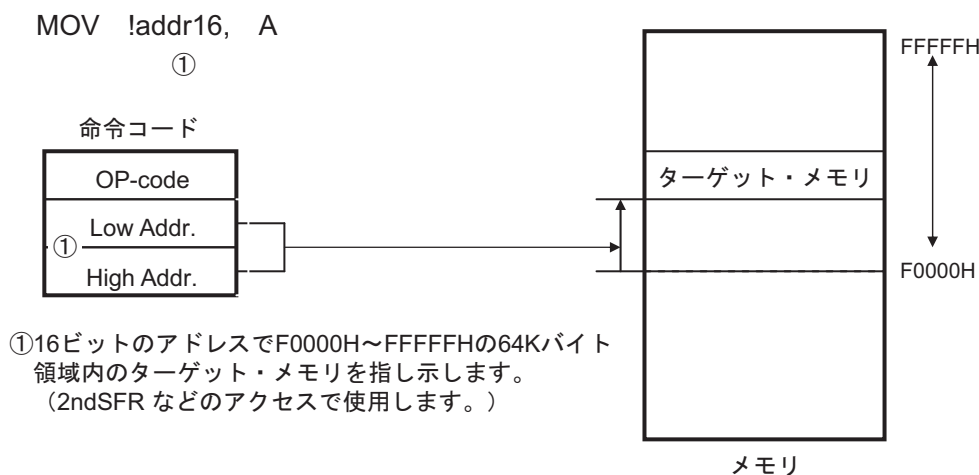 MOV !addr16, A
①
命令コード
OP-code
Low Addr.
①
High Addr.
FFFFFH
ターゲット・メモリ
F0000H
①16ビットのアドレスでF0000H～FFFFFHの64Kバイト
領域内のターゲット・メモリを指し示します。
（2ndSFR などのアクセスで使用します。）
メモリ